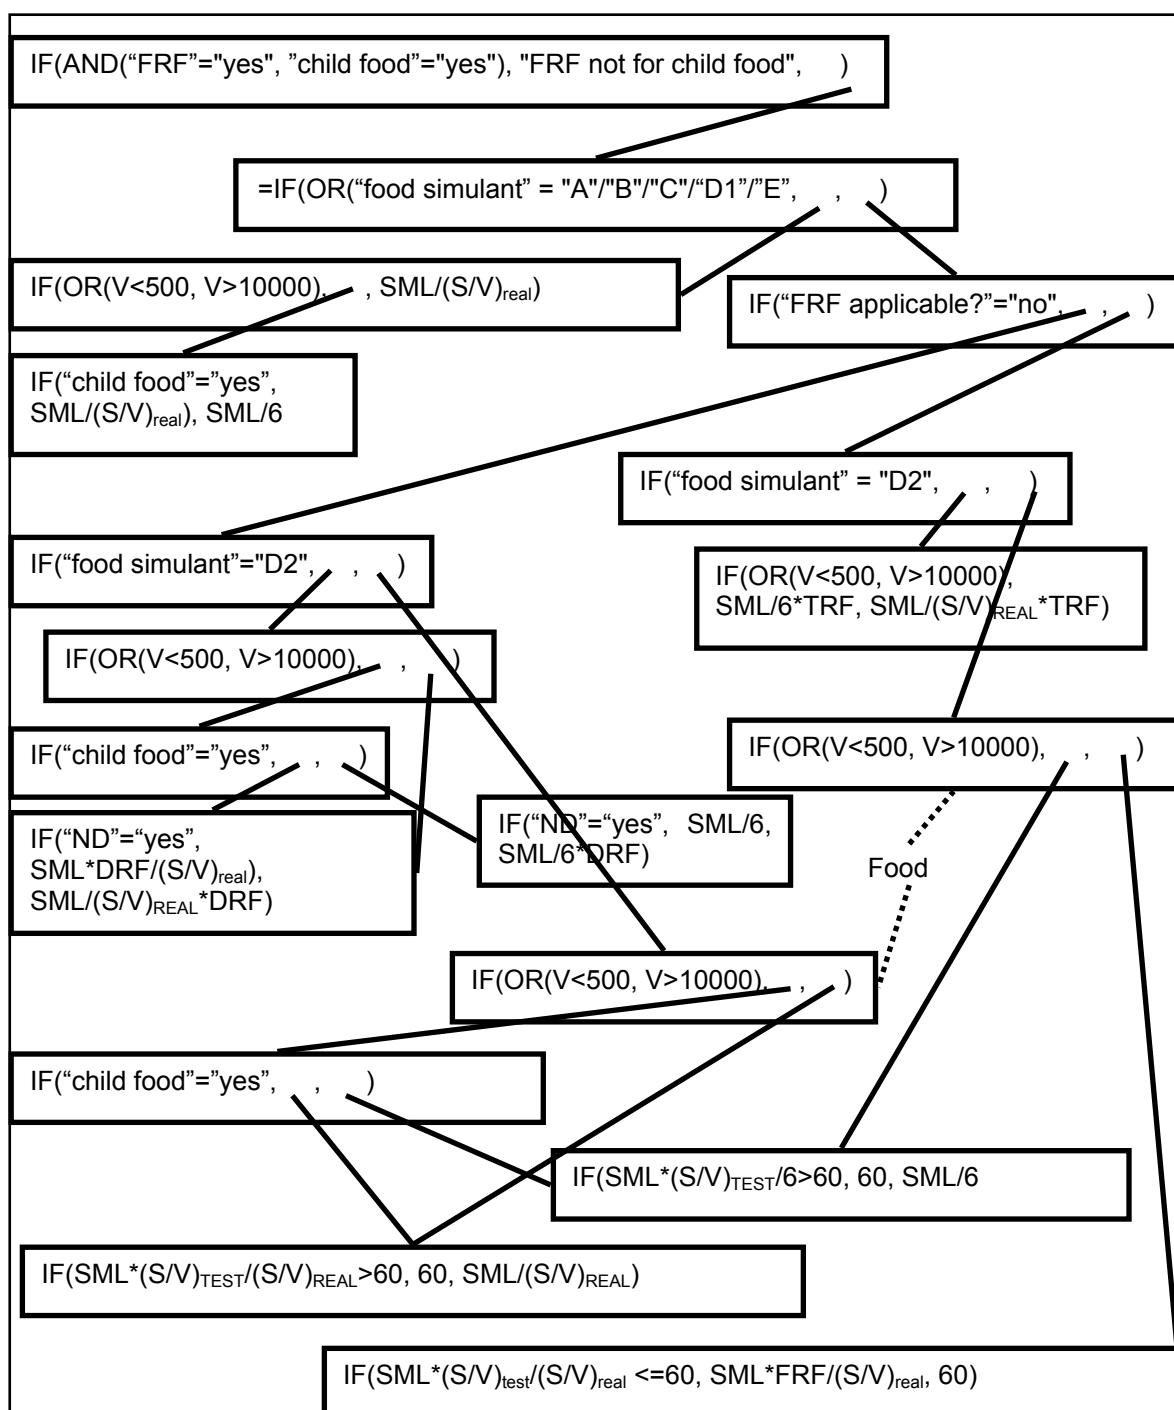 IF(AND(“FRF”="yes", ”child food”="yes"), "FRF not for child food", )
=IF(OR(“food simulant” = "A"/"B"/"C"/“D1”/”E”, , )
IF(OR(V<500, V>10000), , SML/(S/V)real)
IF(“FRF applicable?”="no", , )
IF(“child food”=”yes”,
SML/(S/V)real), SML/6
IF(“food simulant” = "D2", , )
IF(“food simulant”="D2", , )
IF(OR(V<500, V>10000),
SML/6*TRF, SML/(S/V)REAL*TRF)
IF(OR(V<500, V>10000), , )
IF(“child food”=”yes”, , )
IF(OR(V<500, V>10000), , )
IF(“ND”=“yes”,
SML*DRF/(S/V)real),
SML/(S/V)REAL*DRF)
IF(“ND”=“yes”, SML/6,
SML/6*DRF)
Food
IF(OR(V<500, V>10000), , )
IF(“child food”=”yes”, , )
IF(SML*(S/V)TEST/6>60, 60, SML/6
IF(SML*(S/V)TEST/(S/V)REAL>60, 60, SML/(S/V)REAL)
IF(SML*(S/V)test/(S/V)real <=60, SML*FRF/(S/V)real, 60)